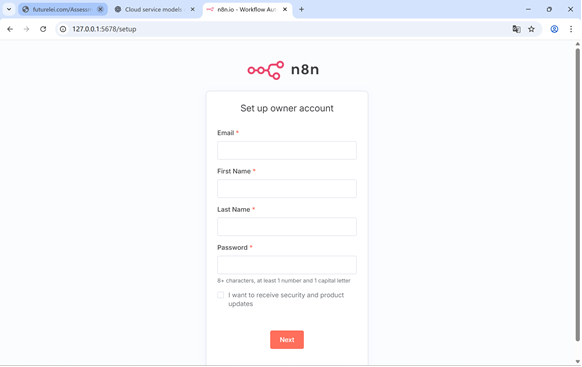 futurelei.com/Assessm
Cloud service models
n8n.io - Workflow Aut
127.0.0.1:5678/setup
n8n
Set up owner account
Email *
First Name *
Last Name *
Password *
8+ characters, at least 1 number and 1 capital letter
I want to receive security and product
updates
Next